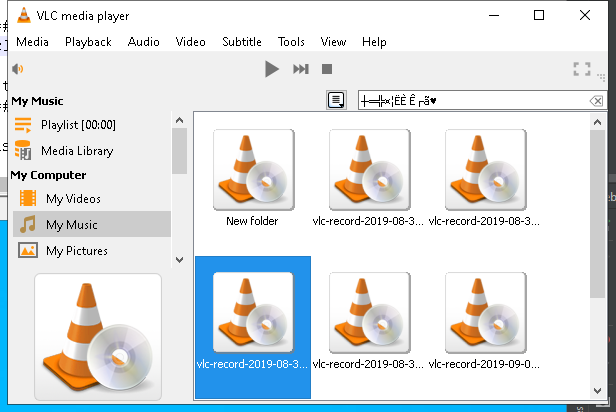 VLC media player
Media Playback Audio Video Subtitle Tools View Help
My Music
Playlist [00:00]
Media Library
My Computer
My Videos
My Music
My Pictures
New folder
vlc-record-2019-08-3...
vlc-record-2019-08-3...
vlc-record-2019-08-3...
vlc-record-2019-08-3...
vlc-record-2019-09-0...